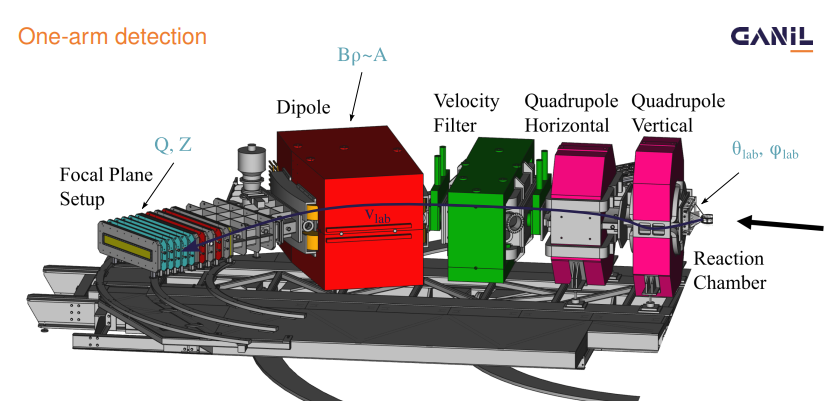 One-arm detection
GANIL
Bρ~A
Dipole
Velocity
Filter
Quadrupole
Horizontal
Quadrupole
Vertical
Q, Z
θlab, φlab
Focal Plane
Setup
vlab
Reaction
Chamber